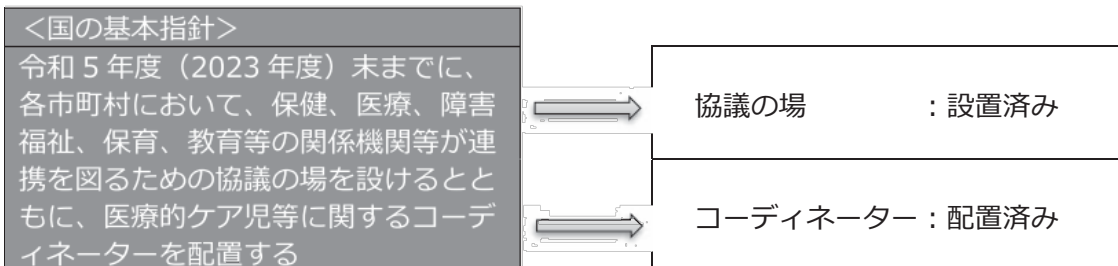 ＜国の基本指針＞
令和 5 年度（2023 年度）末までに、
各市町村において、保健、医療、障害
福祉、保育、教育等の関係機関等が連
携を図るための協議の場を設けるとと
もに、医療的ケア児等に関するコーデ
ィネーターを配置する
協議の場　　　　：設置済み
コーディネーター：配置済み